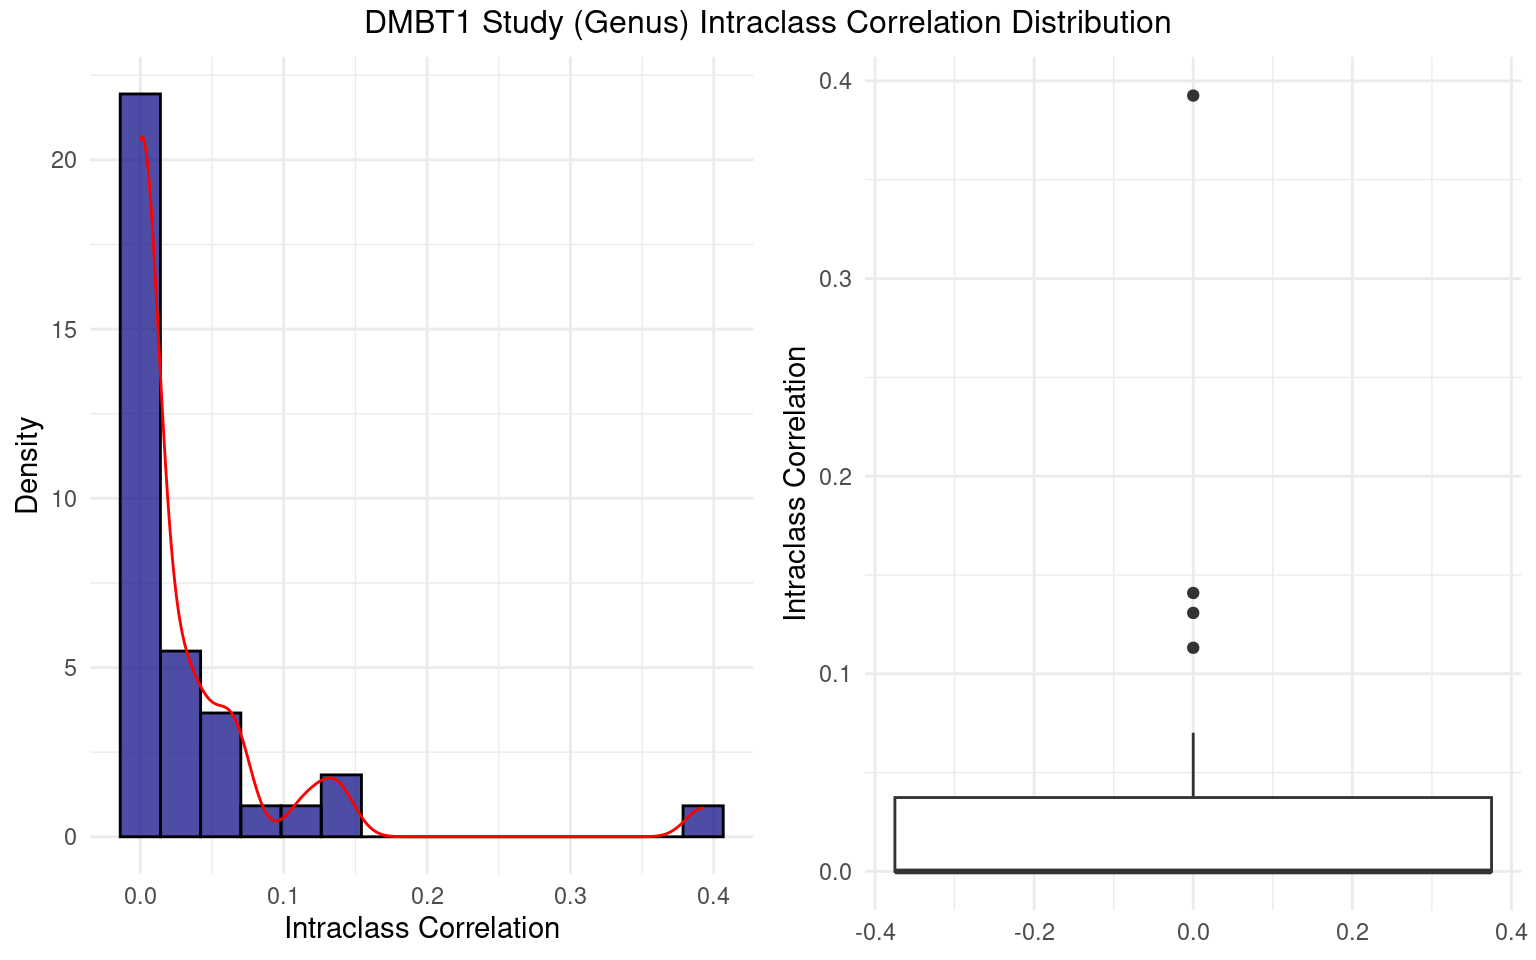 DMBT1 Study (Genus) Intraclass Correlation Distribution
Density
20
15
10
5
0
0.0 0.1 0.2 0.3 0.4
Intraclass Correlation
Intraclass Correlation
0.4
0.3
0.2
0.1
0.0
-0.4 -0.2 0.0 0.2 0.4